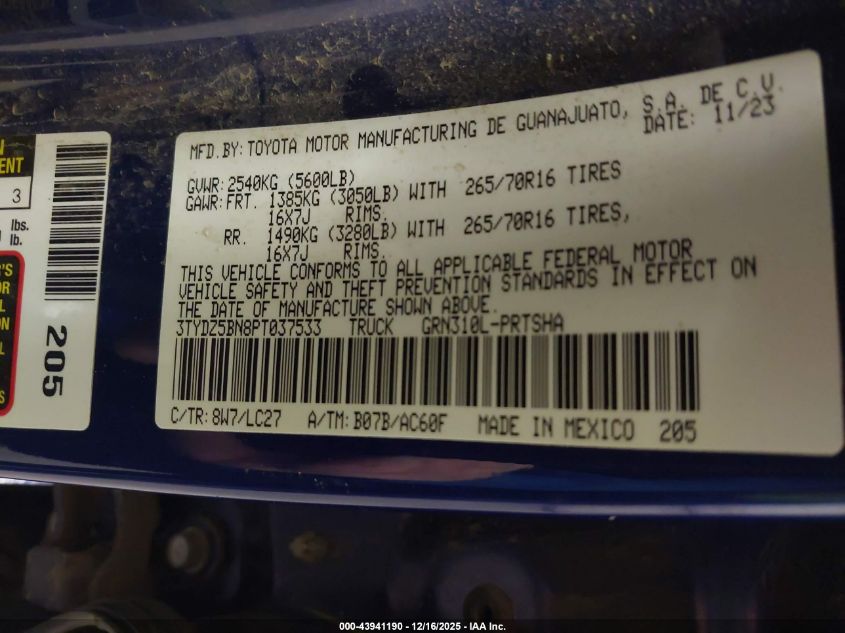 MFD.BY: TOYOTA MOTOR MANUFACTURING DE GUANAJUATO, S.A. DE C.V.
DATE: 11/23
GVWR: 2540KG (5600LB)
GAWR: FRT. 1385KG (3050LB) WITH 265/70R16 TIRES
16X7J RIMS.
RR. 1490KG (3280LB) WITH 265/70R16 TIRES,
16X7J RIMS.
THIS VEHICLE CONFORMS TO ALL APPLICABLE FEDERAL MOTOR
VEHICLE SAFETY AND THEFT PREVENTION STANDARDS IN EFFECT ON
THE DATE OF MANUFACTURE SHOWN ABOVE.
3TYDZ5BN8PT037533 TRUCK GRN310L-PRTSHA
C/TR: 8W7/LC27 A/TM: B07B/AC60F MADE IN MEXICO 205
3
lbs.
lb.
205
000-43941190 - 12/16/2025 - IAA Inc.